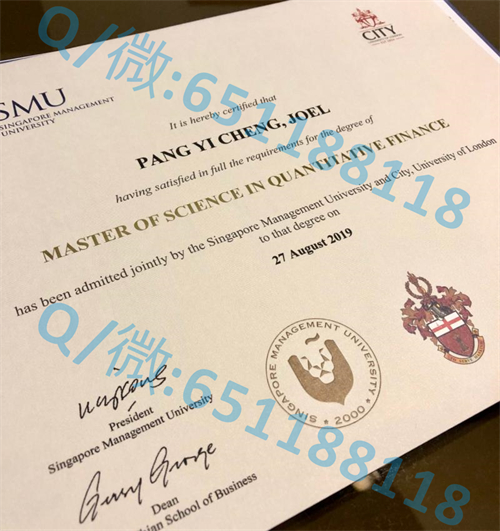 SMU
SINGAPORE MANAGEMENT
UNIVERSITY
CITY
It is hereby certified that
PANG YI CHENG, JOEL
having satisfied in full the requirements for the degree of
MASTER OF SCIENCE IN QUANTITATIVE FINANCE
has been admitted jointly by the Singapore Management University and City, University of London
to that degree on
27 August 2019
President
Singapore Management University
SINGAPORE MANAGEMENT UNIVERSITY
2000
Dean
School of Business
Q/微:651188118
Q/微:651188118